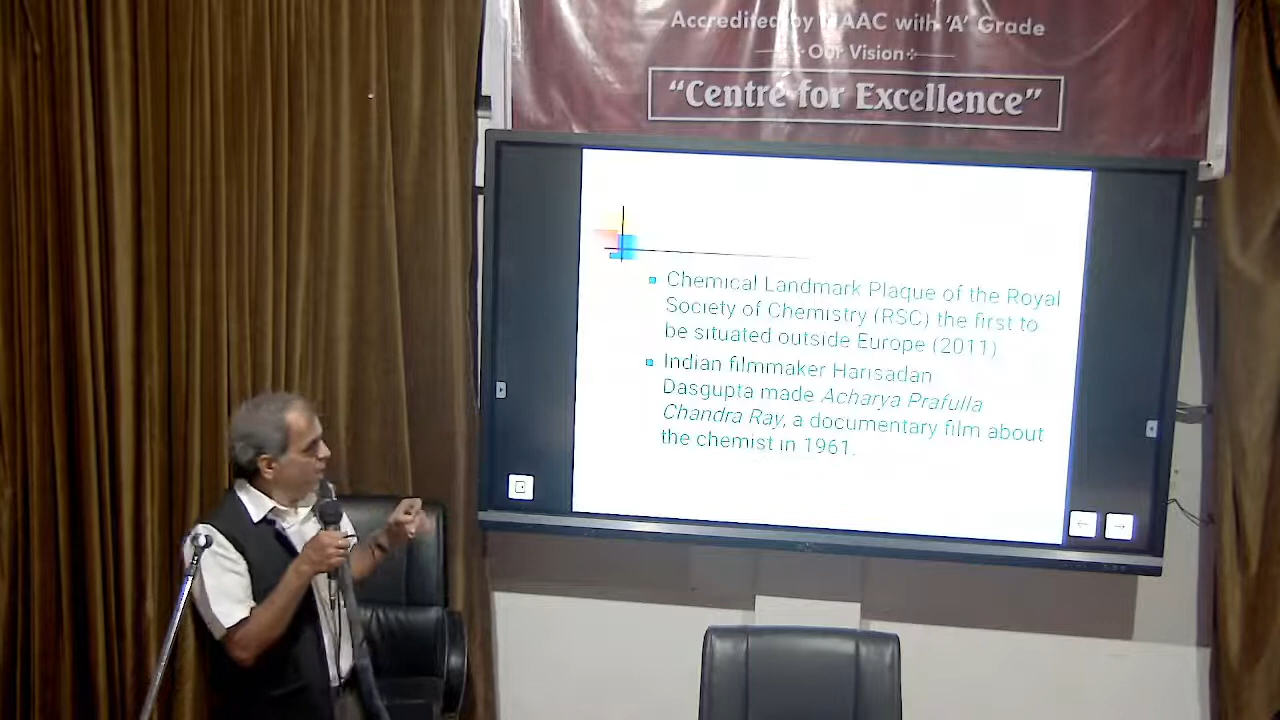 Accredited by NAAC with 'A' Grade
Our Vision
"Centre for Excellence"
Chemical Landmark Plaque of the Royal
Society of Chemistry (RSC) the first to
be situated outside Europe (2011)
Indian filmmaker Harisadan
Dasgupta made Acharya Prafulla
Chandra Ray, a documentary film about
the chemist in 1961.